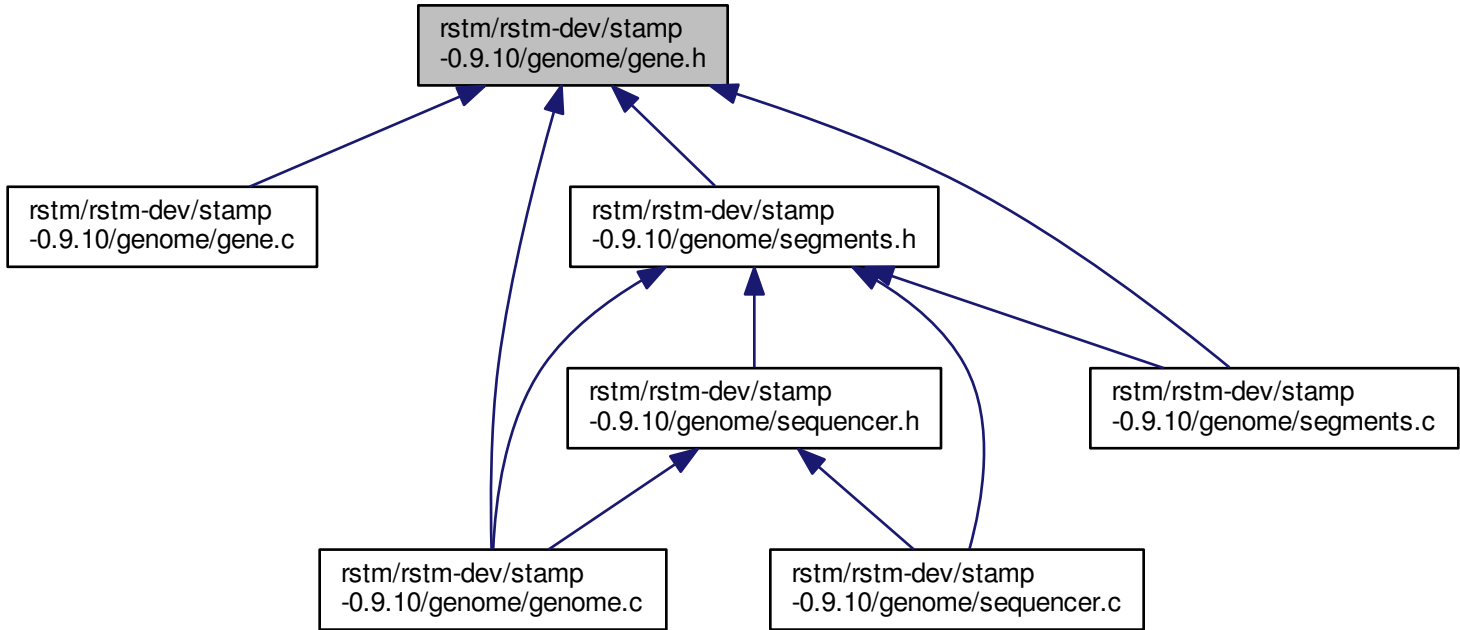 rstm/rstm-dev/stamp
-0.9.10/genome/gene.h
rstm/rstm-dev/stamp
-0.9.10/genome/gene.c
rstm/rstm-dev/stamp
-0.9.10/genome/segments.h
rstm/rstm-dev/stamp
-0.9.10/genome/sequencer.h
rstm/rstm-dev/stamp
-0.9.10/genome/segments.c
rstm/rstm-dev/stamp
-0.9.10/genome/genome.c
rstm/rstm-dev/stamp
-0.9.10/genome/sequencer.c